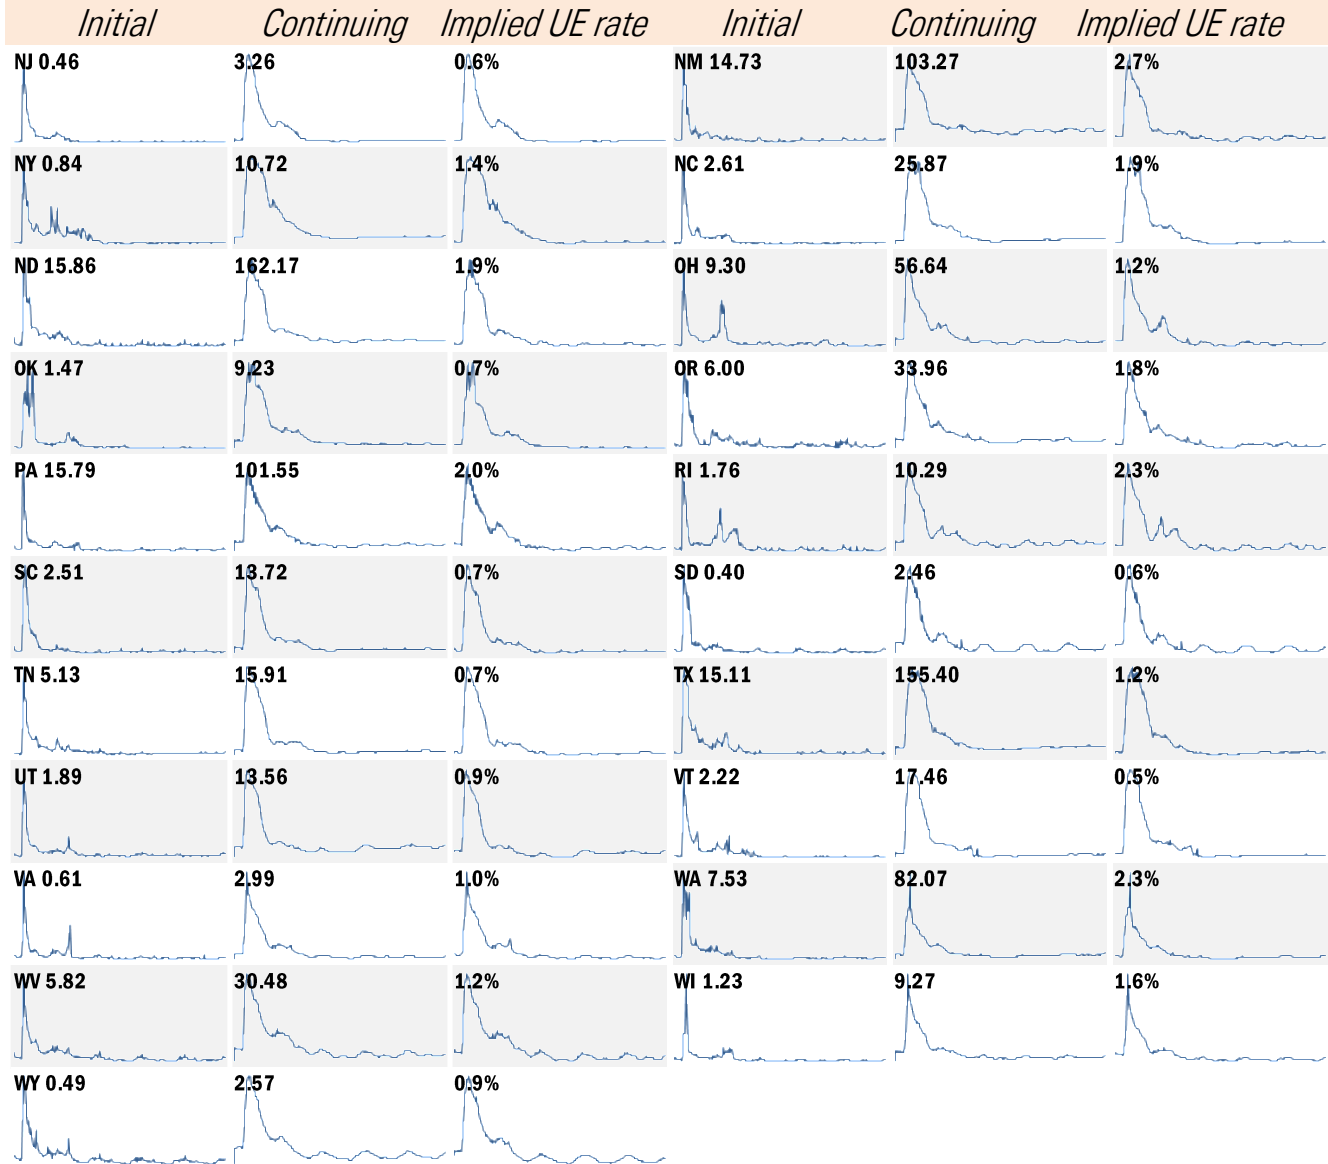 Initial Continuing Implied UE rate Initial Continuing Implied UE rate
NJ 0.46 3.26 0.6% NM 14.73 103.27 2.7%
NY 0.84 10.72 1.4% NC 2.61 25.87 1.9%
ND 15.86 162.17 1.9% OH 9.30 56.64 1.2%
OK 1.47 9.23 0.7% OR 6.00 33.96 1.8%
PA 15.79 101.55 2.0% RI 1.76 10.29 2.3%
SC 2.51 13.72 0.7% SD 0.40 2.46 0.6%
TN 5.13 15.91 0.7% TX 15.11 155.40 1.2%
UT 1.89 13.56 0.9% VT 2.22 17.46 0.5%
VA 0.61 2.99 1.0% WA 7.53 82.07 2.3%
WV 5.82 30.48 1.2% WI 1.23 9.27 1.6%
WY 0.49 2.57 0.9%